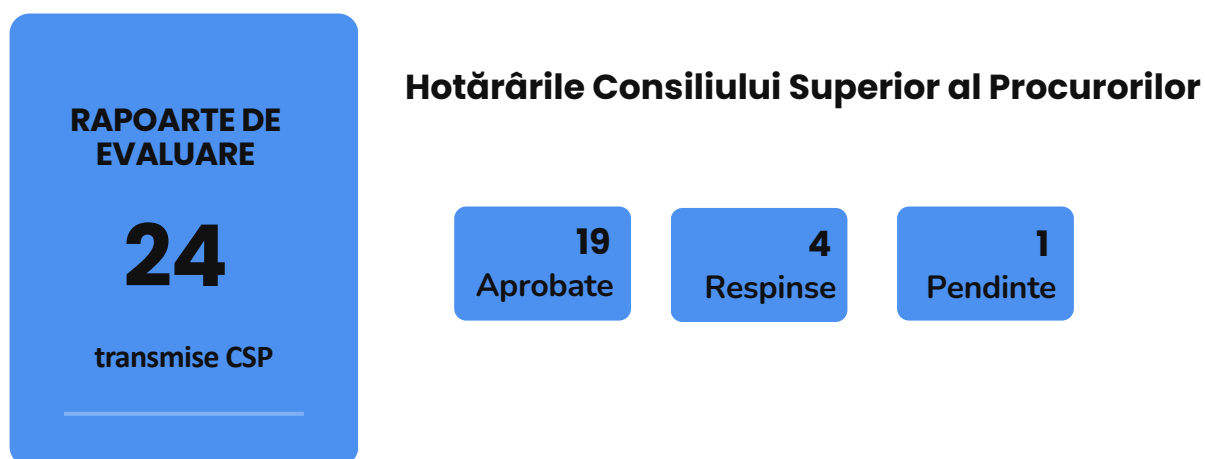 RAPOARTE DE
EVALUARE
24
transmise CSP
Hotărârile Consiliului Superior al Procurorilor
19
Aprobate
4
Respinse
1
Pendinte